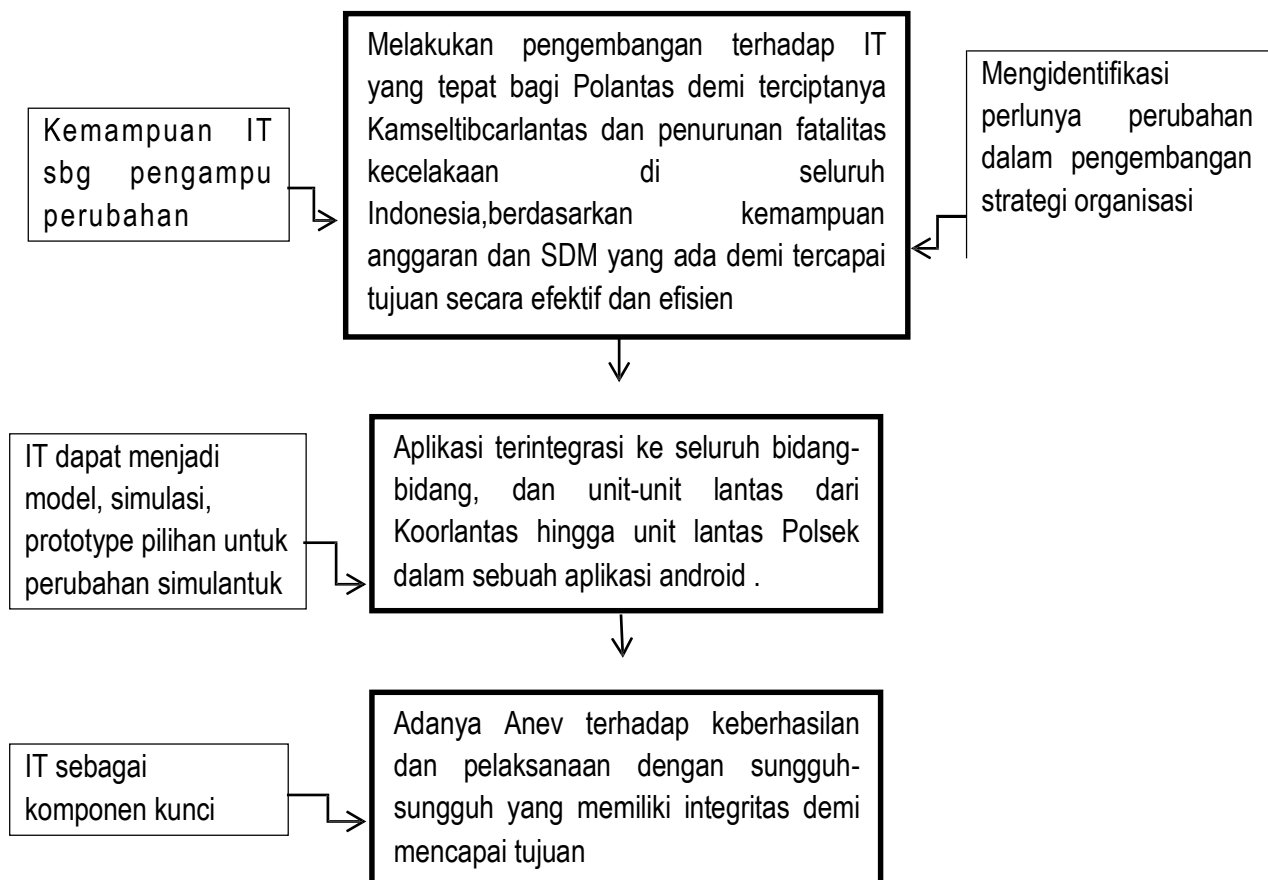 Melakukan pengembangan terhadap IT
yang tepat bagi Polantas demi terciptanya
Kamseltibcarlantas dan penurunan fatalitas
kecelakaan di seluruh
Indonesia,berdasarkan kemampuan
anggaran dan SDM yang ada demi tercapai
tujuan secara efektif dan efisien
Kemampuan IT
sbg pengampu
perubahan
Mengidentifikasi
perlunya perubahan
dalam pengembangan
strategi organisasi
IT dapat menjadi
model, simulasi,
prototype pilihan untuk
perubahan simulantuk
Aplikasi terintegrasi ke seluruh bidang-
bidang, dan unit-unit lantas dari
Koorlantas hingga unit lantas Polsek
dalam sebuah aplikasi android .
IT sebagai
komponen kunci
Adanya Anev terhadap keberhasilan
dan pelaksanaan dengan sungguh-
sungguh yang memiliki integritas demi
mencapai tujuan